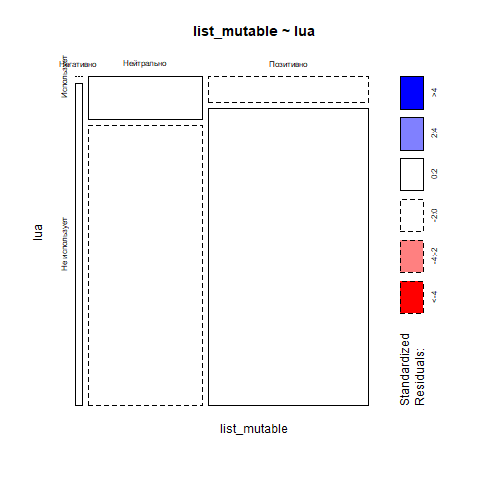 list_mutable ~ lua
Негативно
Нейтрально
Позитивно
Использует
Не использует
lua
list_mutable
>4
2:4
0:2
-2:0
-4:-2
<-4
Standardized
Residuals: